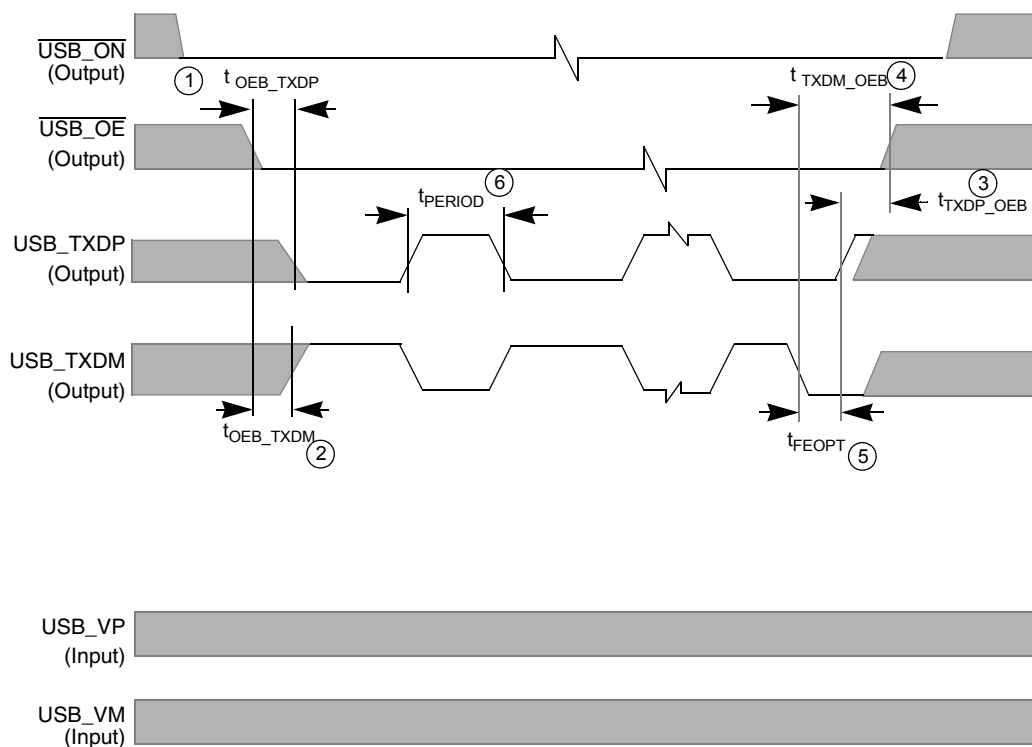 USB_ON
(Output)
1
t OEB_TXDP
t TXDM_OEB
4
USB_OE
(Output)
tPERIOD
6
3
tTXDP_OEB
USB_TXDP
(Output)
USB_TXDM
(Output)
tOEB_TXDM
2
tFEOPT
5
USB_VP
(Input)
USB_VM
(Input)